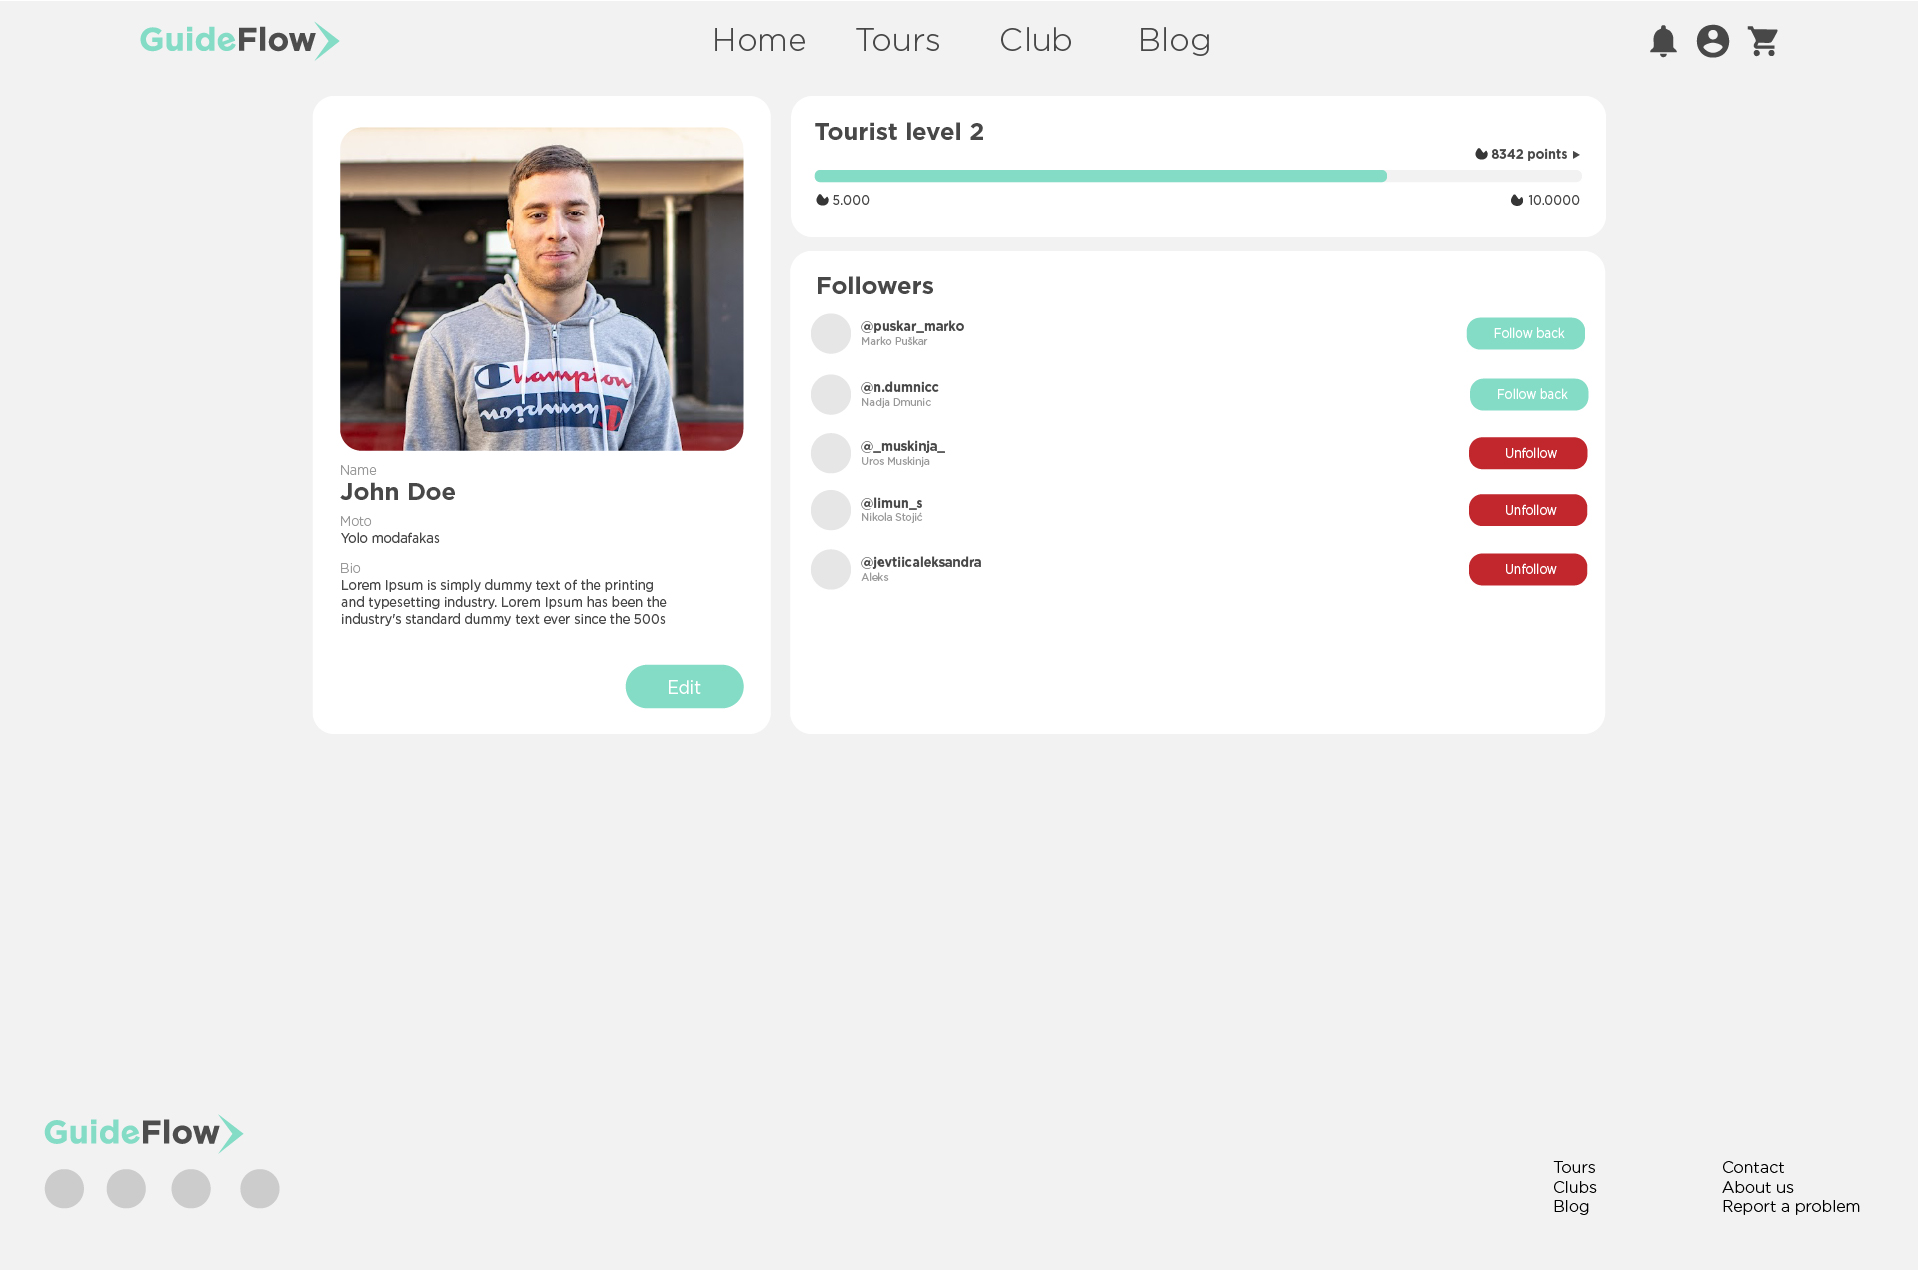 GuideFlow
Home Tours Club Blog
Champion
Champion
Name
John Doe
Moto
Yolo modafakas
Bio
Lorem Ipsum is simply dummy text of the printing
and typesetting industry. Lorem Ipsum has been the
industry's standard dummy text ever since the 500s
Edit
Tourist level 2
8342 points
5.000
10.0000
Followers
@puskar_marko
Marko Puškar
Follow back
@n.dumnicc
Nadja Dmunic
Follow back
@_muskinja_
Uros Muskinja
Unfollow
@limun_s
Nikola Stojić
Unfollow
@jevtiicaleksandra
Aleks
Unfollow
GuideFlow
Tours
Clubs
Blog
Contact
About us
Report a problem